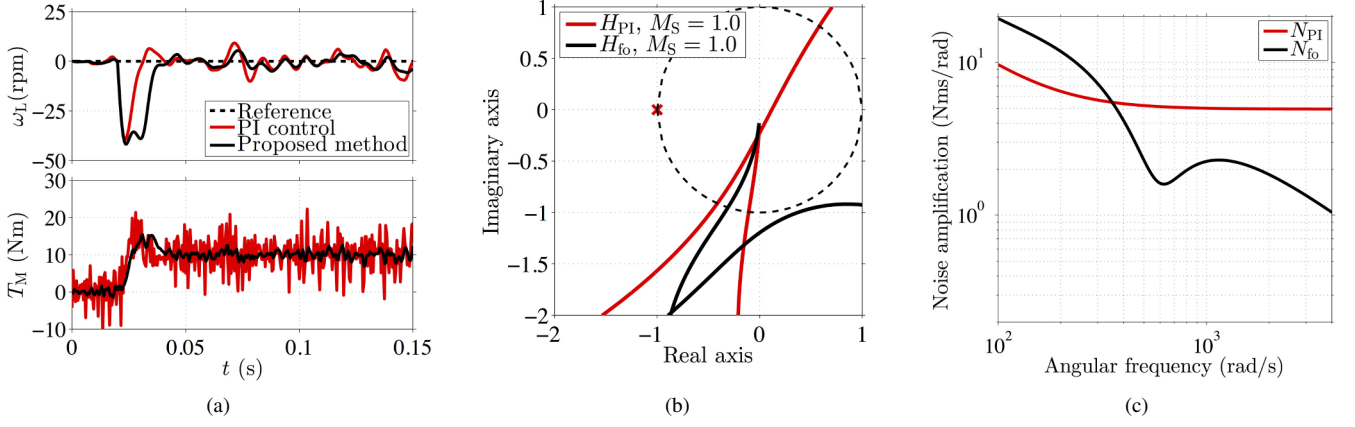 5
0
−25
−50
ω_L(rpm)
Reference
PI control
Proposed method
30
20
10
0
−10
T_M (Nm)
0
0.05
0.1
0.15
t (s)
(a)
1
0.5
0
−0.5
−1
−1.5
−2
Imaginary axis
H_PI, M_S = 1.0
H_fo, M_S = 1.0
−2
−1
0
1
Real axis
(b)
10^1
10^0
Noise amplification (Nms/rad)
N_PI
N_fo
10^2
10^3
Angular frequency (rad/s)
(c)